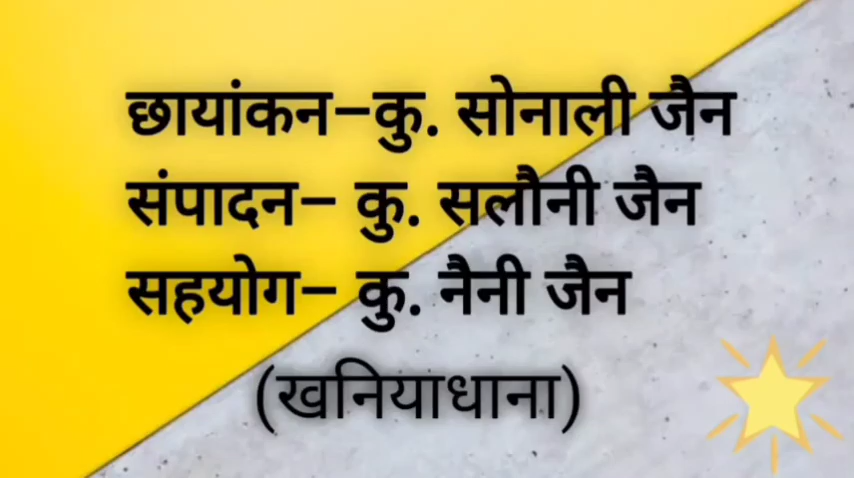 छायांकन–कु. सोनाली जैन
संपादन– कु. सलौनी जैन
सहयोग– कु. नैनी जैन
(खनियाधाना)